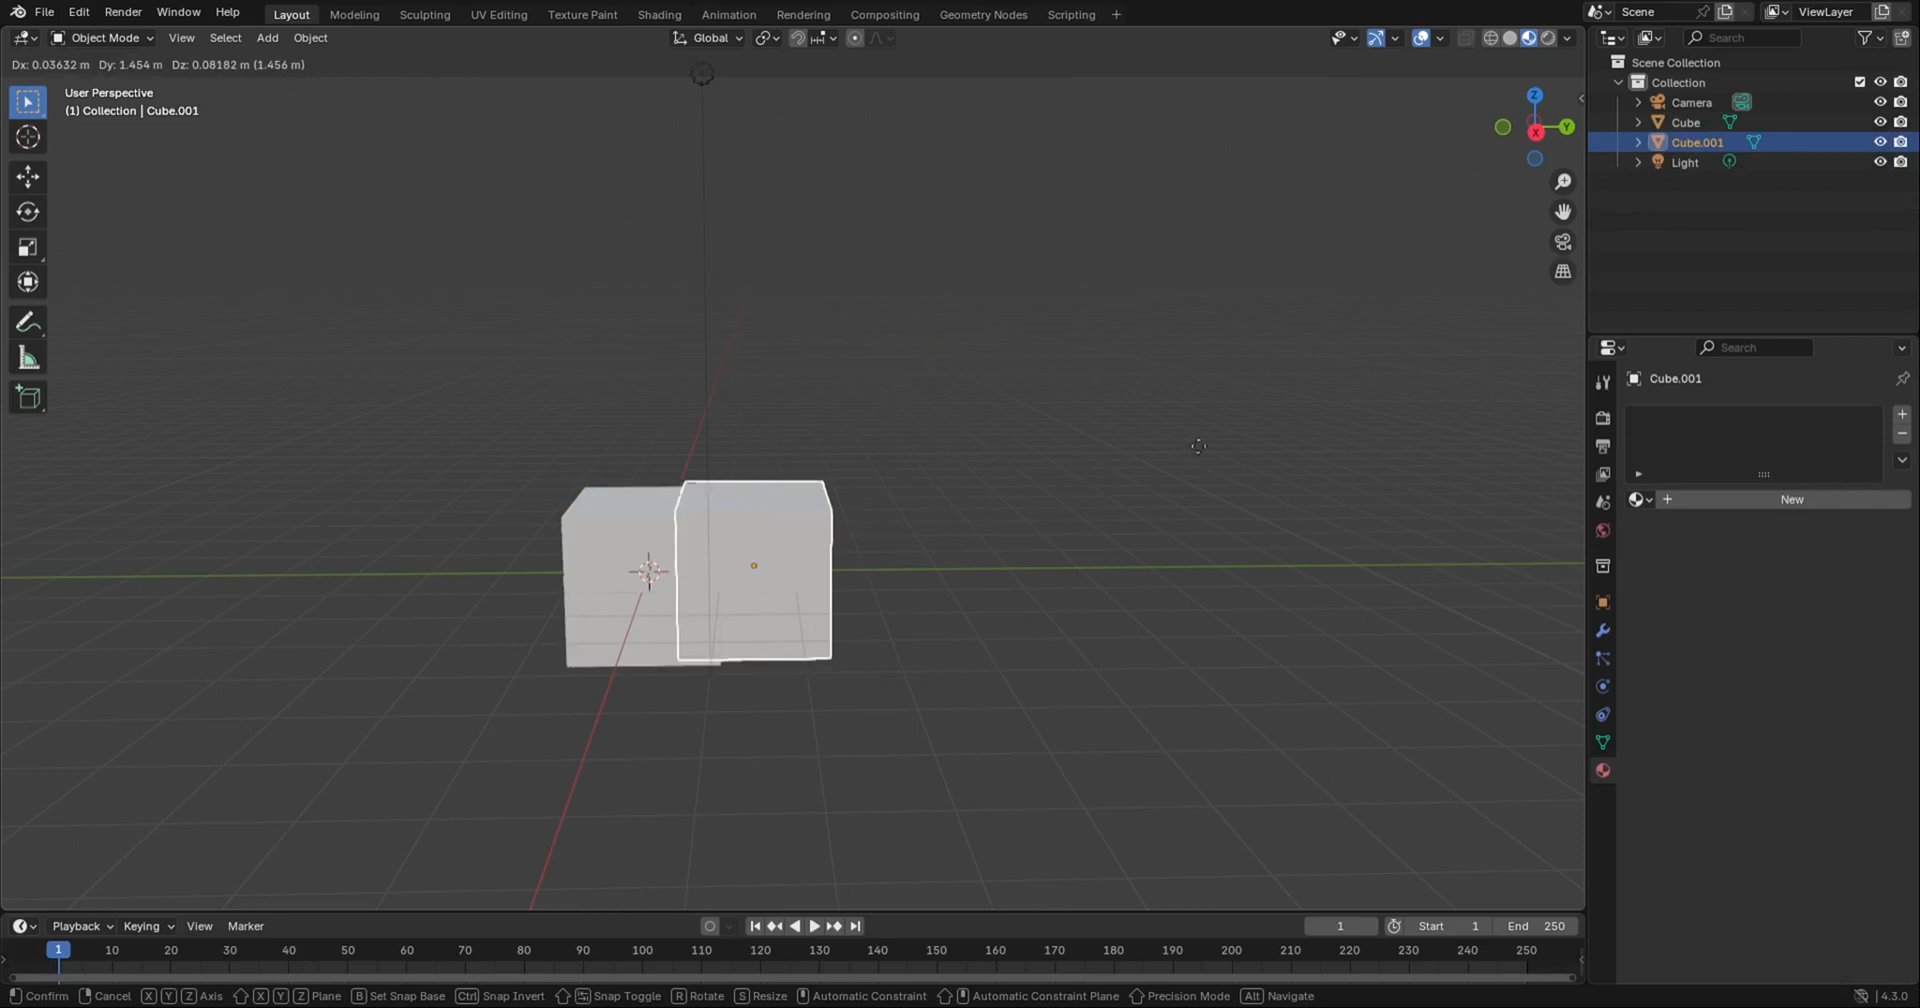 File Edit Render Window Help Layout Modeling Sculpting UV Editing Texture Paint Shading Animation Rendering Compositing Geometry Nodes Scripting + Scene ViewLayer
Object Mode View Select Add Object Global Search
Dx: 0.03632 m Dy: 1.454 m Dz: 0.08182 m (1.456 m)
User Perspective
(1) Collection | Cube.001
Z
Y
X
Scene Collection
Collection
Camera
Cube
Cube.001
Light
Search
Cube.001
New
Playback Keying View Marker 1 Start 1 End 250
1 10 20 30 40 50 60 70 80 90 100 110 120 130 140 150 160 170 180 190 200 210 220 230 240 250
Confirm Cancel X Y Z Axis X Y Z Plane B Set Snap Base Ctrl Snap Invert Snap Toggle R Rotate S Resize Automatic Constraint Automatic Constraint Plane Precision Mode Alt Navigate 4.3.0